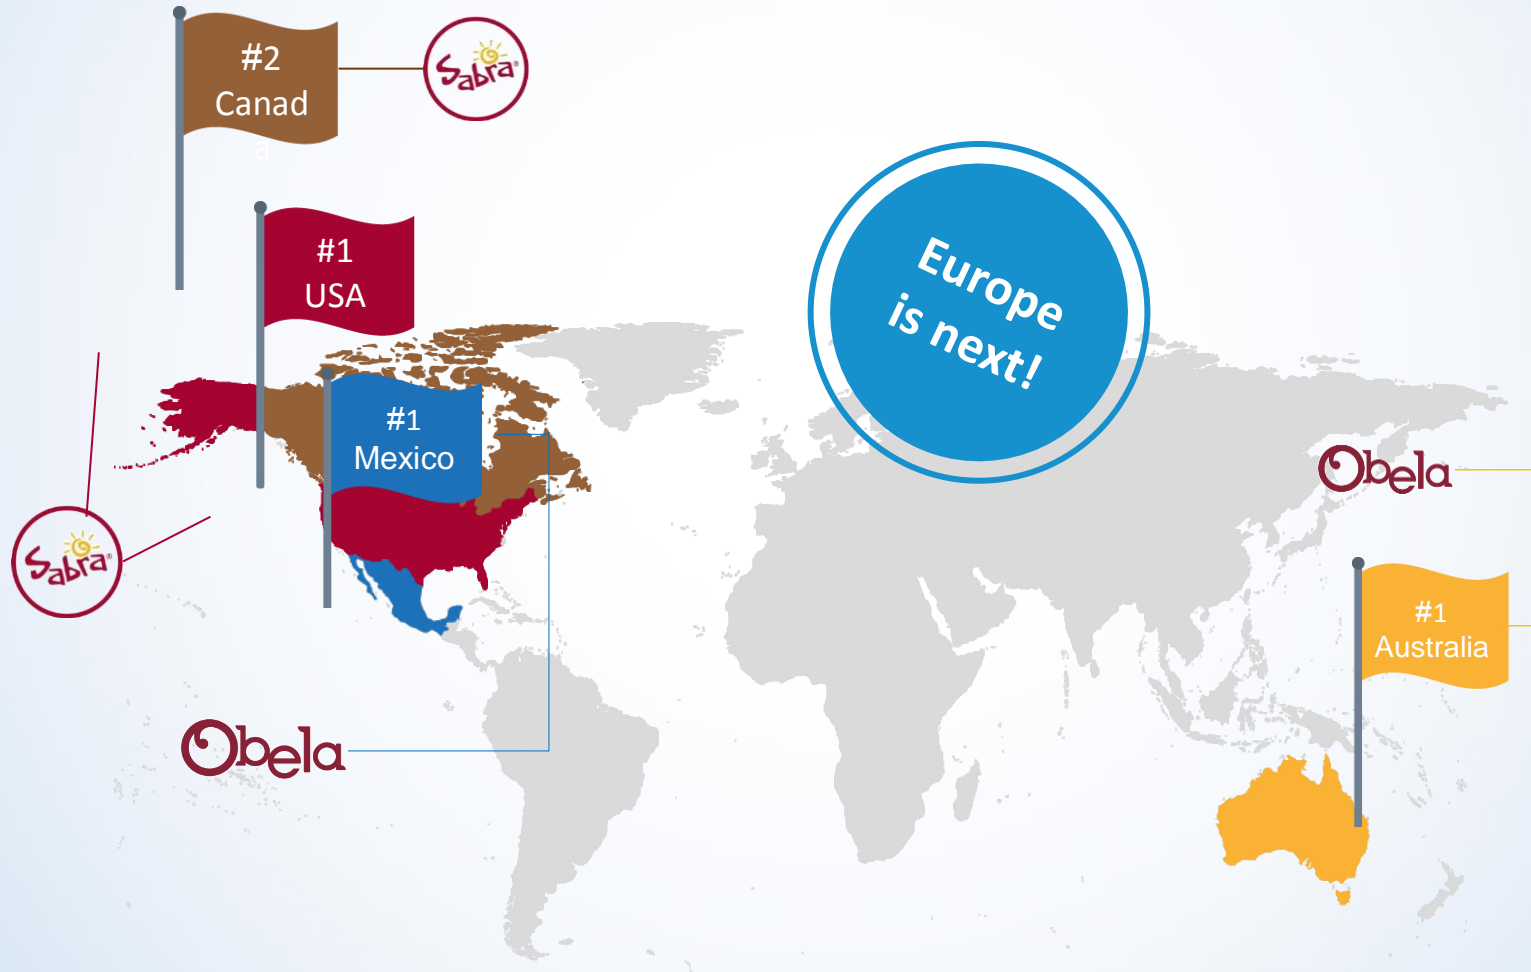 #2
Canad
a
Sabra®
#1
USA
Europe
is next!
#1
Mexico
Obela
Sabra®
#1
Australia
Obela